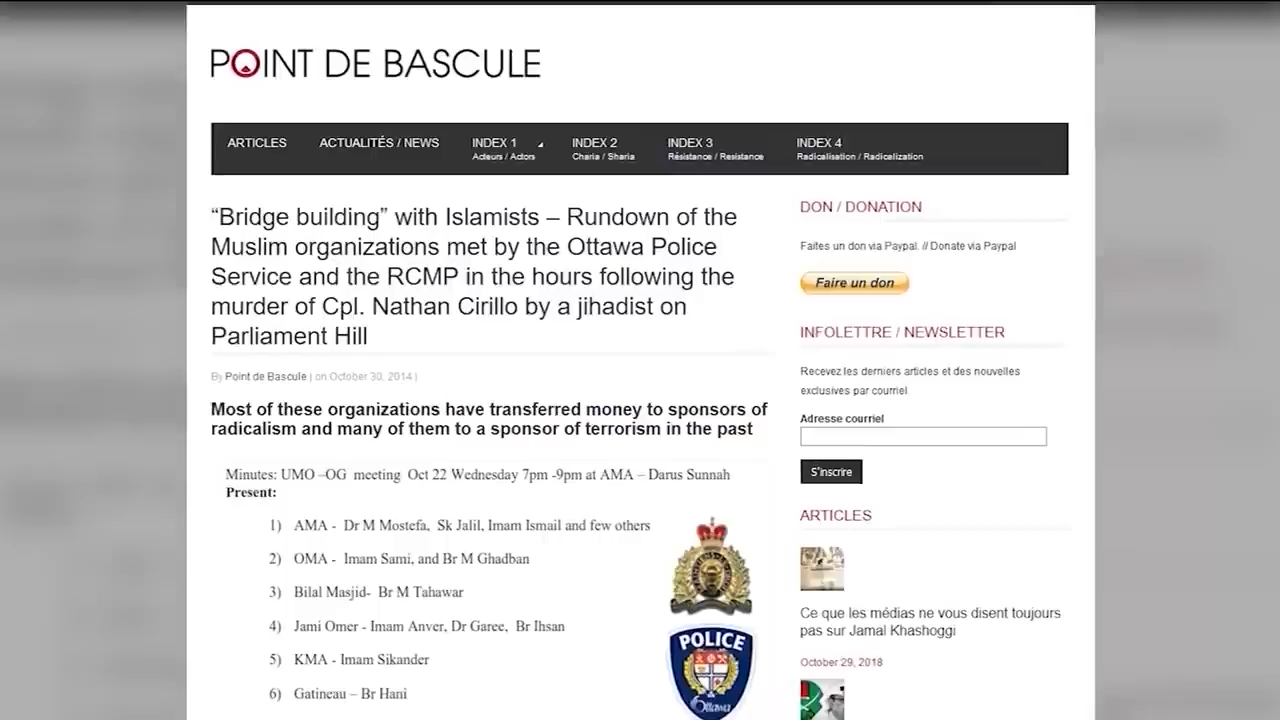 POINT DE BASCULE
ARTICLES
ACTUALITÉS / NEWS
INDEX 1
Acteurs / Actors
INDEX 2
Charia / Sharia
INDEX 3
Résistance / Resistance
INDEX 4
Radicalisation / Radicalization
“Bridge building” with Islamists – Rundown of the
Muslim organizations met by the Ottawa Police
Service and the RCMP in the hours following the
murder of Cpl. Nathan Cirillo by a jihadist on
Parliament Hill
By Point de Bascule | on October 30, 2014 |
Most of these organizations have transferred money to sponsors of
radicalism and many of them to a sponsor of terrorism in the past
Minutes: UMO –OG meeting Oct 22 Wednesday 7pm -9pm at AMA – Darus Sunnah
Present:
1) AMA - Dr M Mostefa, Sk Jalil, Imam Ismail and few others
2) OMA - Imam Sami, and Br M Ghadban
3) Bilal Masjid- Br M Tahawar
4) Jami Omer - Imam Anver, Dr Garee, Br Ihsan
5) KMA - Imam Sikander
6) Gatineau – Br Hani
POLICE
Ottawa
DON / DONATION
Faites un don via Paypal. // Donate via Paypal
Faire un don
INFOLETTRE / NEWSLETTER
Recevez les derniers articles et des nouvelles
exclusives par courriel
Adresse courriel
S'inscrire
ARTICLES
Ce que les médias ne vous disent toujours
pas sur Jamal Khashoggi
October 29, 2018